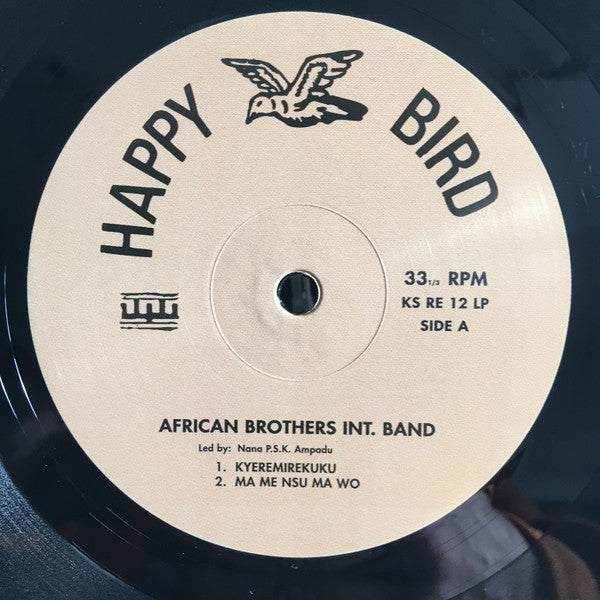 HAPPY BIRD
33 1/3 RPM
KS RE 12 LP
SIDE A
AFRICAN BROTHERS INT. BAND
Led by: Nana P.S.K. Ampadu
1. KYEREMIREKUKU
2. MA ME NSU MA WO